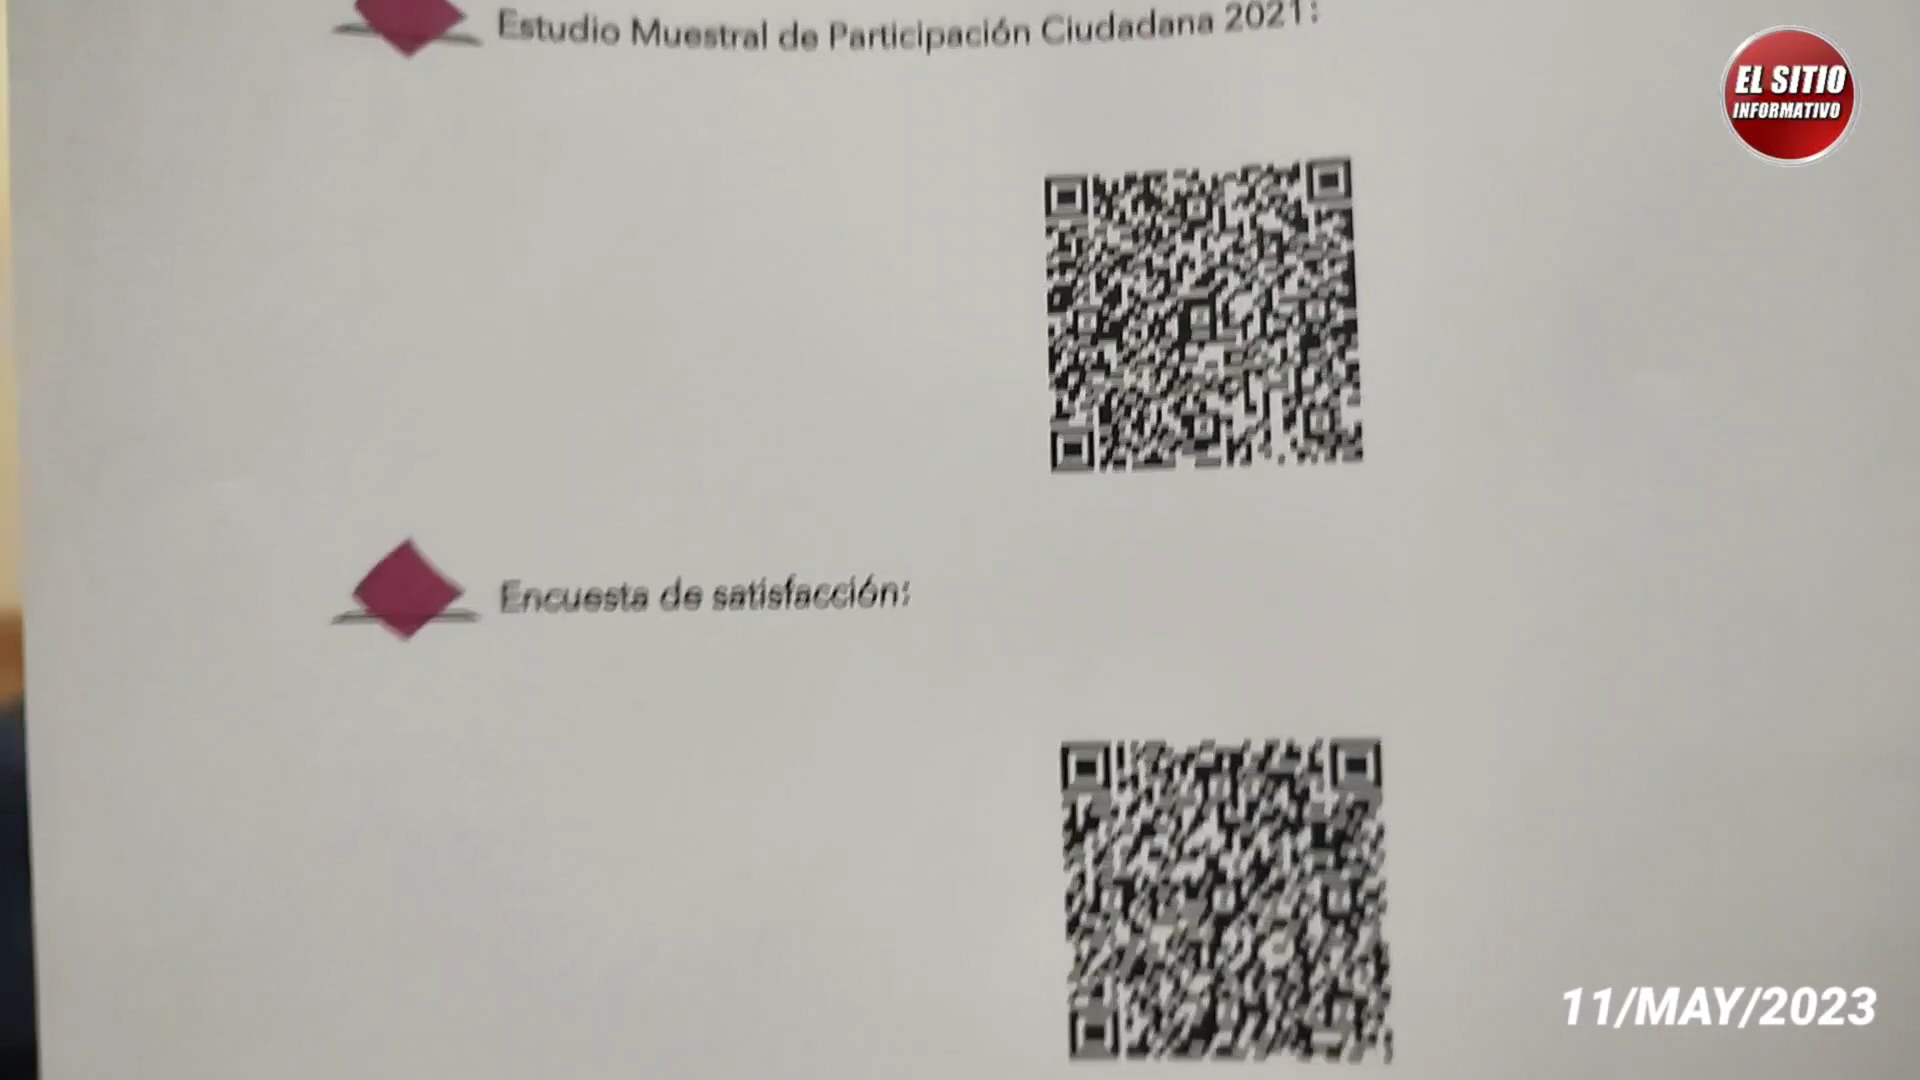 Estudio Muestral de Participación Ciudadana 2021:
EL SITIO
INFORMATIVO
Encuesta de satisfacción:
11/MAY/2023